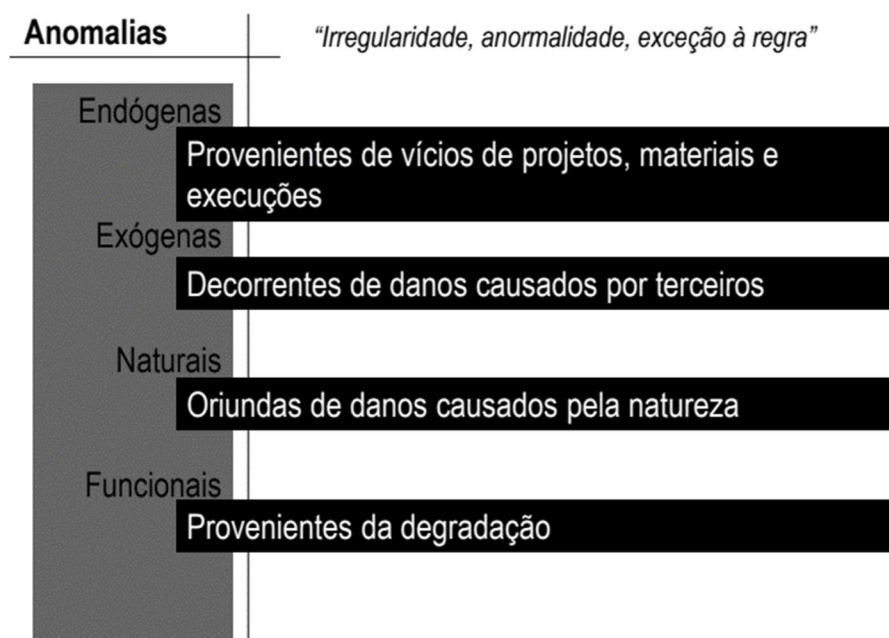 Anomalias
“Irregularidade, anormalidade, exceção à regra”
Endógenas
Provenientes de vícios de projetos, materiais e
execuções
Exógenas
Decorrentes de danos causados por terceiros
Naturais
Oriundas de danos causados pela natureza
Funcionais
Provenientes da degradação